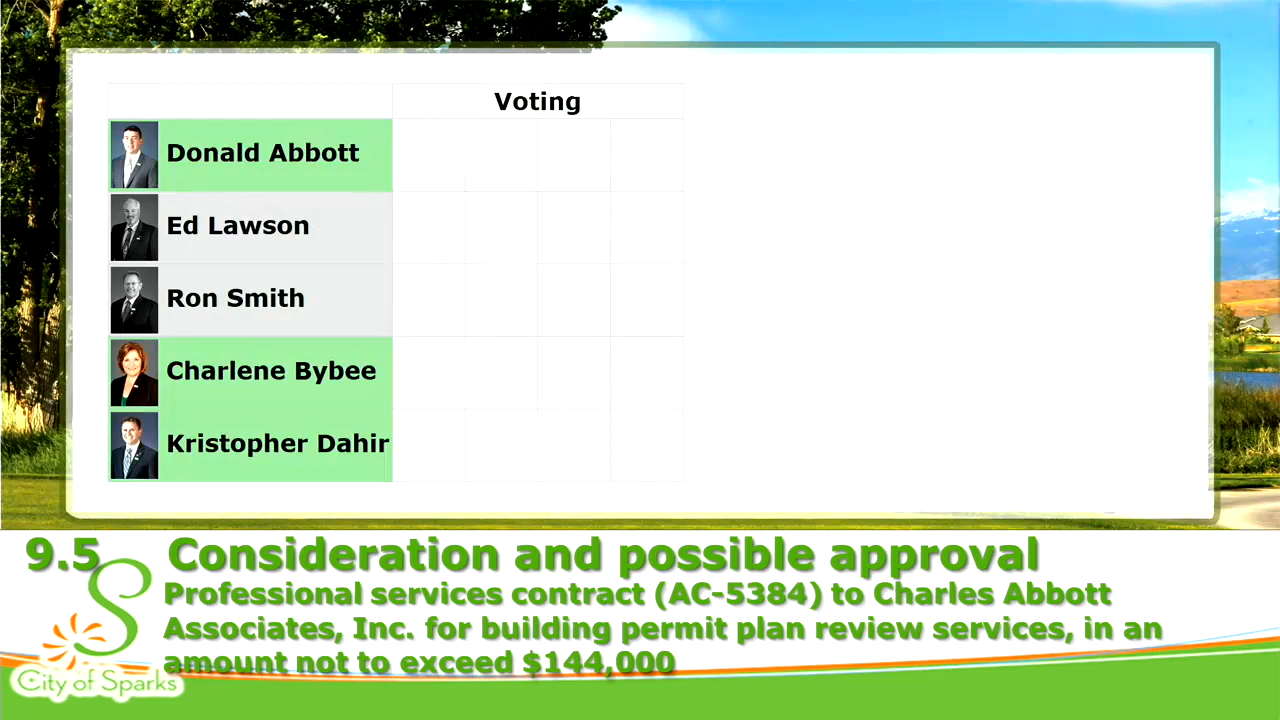 Voting
Donald Abbott
Ed Lawson
Ron Smith
Charlene Bybee
Kristopher Dahir
9.5 Consideration and possible approval
Professional services contract (AC-5384) to Charles Abbott
Associates, Inc. for building permit plan review services, in an
amount not to exceed $144,000
S
City of Sparks